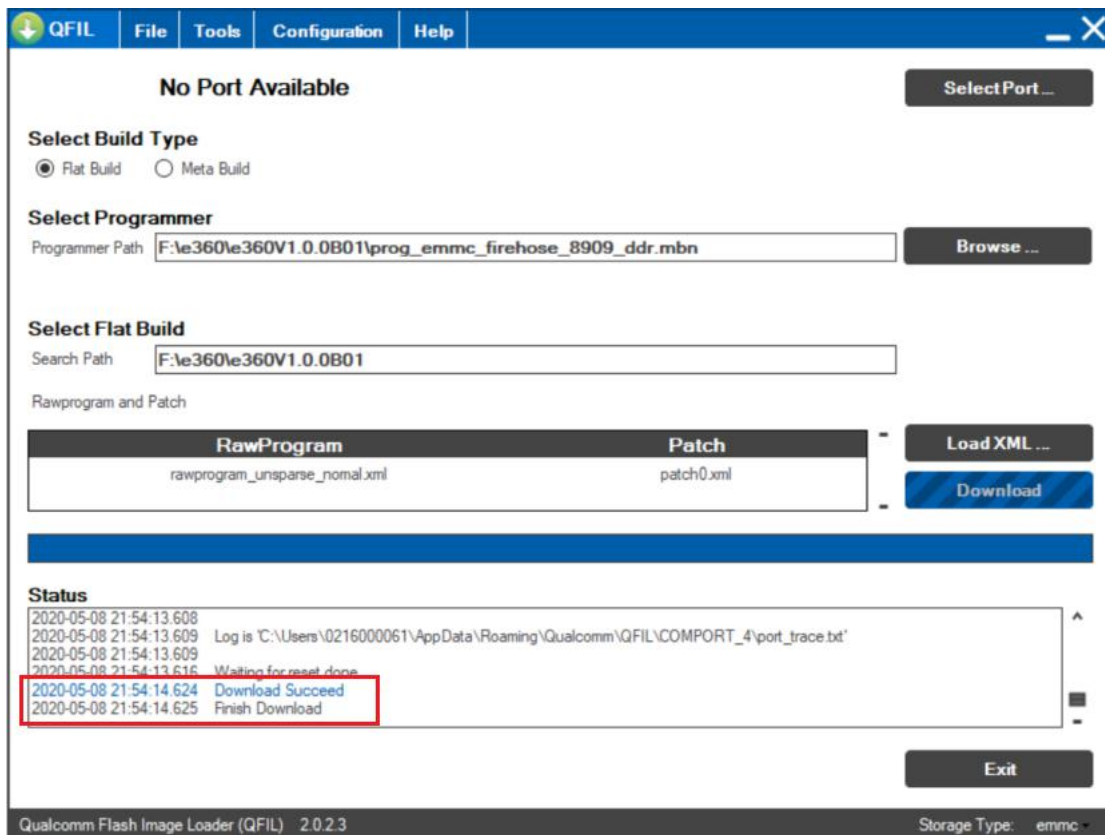 QFIL File Tools Configuration Help
No Port Available
Select Port ...
Select Build Type
Flat Build Meta Build
Select Programmer
Programmer Path F:\e360\e360V1.0.0B01\prog_emmc_firehose_8909_ddr.mbn Browse ...
Select Flat Build
Search Path F:\e360\e360V1.0.0B01
Rawprogram and Patch
RawProgram Patch
Load XML ...
rawprogram_unsparse_nomal.xml patch0.xml
Download
Status
2020-05-08 21:54:13.608
2020-05-08 21:54:13.609 Log is 'C:\Users\0216000061\AppData\Roaming\Qualcomm\QFIL\COMPORT_4\port_trace.txt'
2020-05-08 21:54:13.609
2020-05-08 21:54:13.616 Waiting for reset done
2020-05-08 21:54:14.624 Download Succeed
2020-05-08 21:54:14.625 Finish Download
Exit
Qualcomm Flash Image Loader (QFIL) 2.0.2.3 Storage Type: emmc